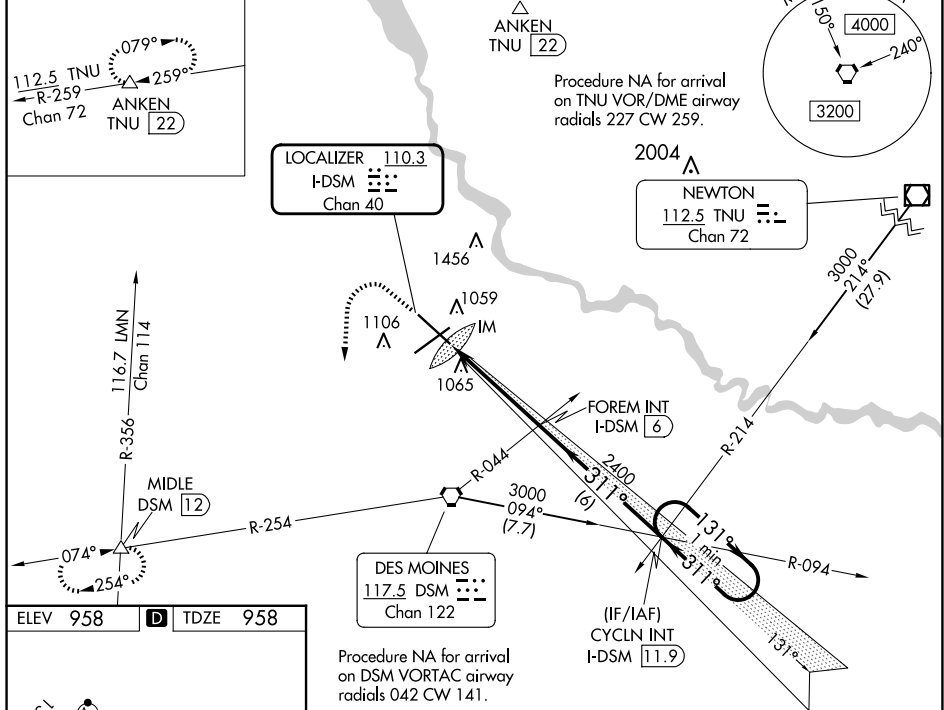 079°
259°
112.5 TNU
R-259
Chan 72
ANKEN
TNU 22
ANKEN
TNU 22
150°
4000
240°
3200
Procedure NA for arrival
on TNU VOR/DME airway
radials 227 CW 259.
LOCALIZER 110.3
I-DSM
Chan 40
2004
NEWTON
112.5 TNU
Chan 72
1456
3000
214°
(27.9)
1059
1106
IM
1065
116.7 LMN
Chan 114
R-356
FOREM INT
I-DSM 6
R-214
R-044
2400
311°
(6)
MIDLE
DSM 12
R-254
3000
094°
(7.7)
131°
1 min
311°
R-094
074°
254°
DES MOINES
117.5 DSM
Chan 122
(IF/IAF)
CYCLN INT
I-DSM 11.9
131°
ELEV 958 D TDZE 958
Procedure NA for arrival
on DSM VORTAC airway
radials 042 CW 141.